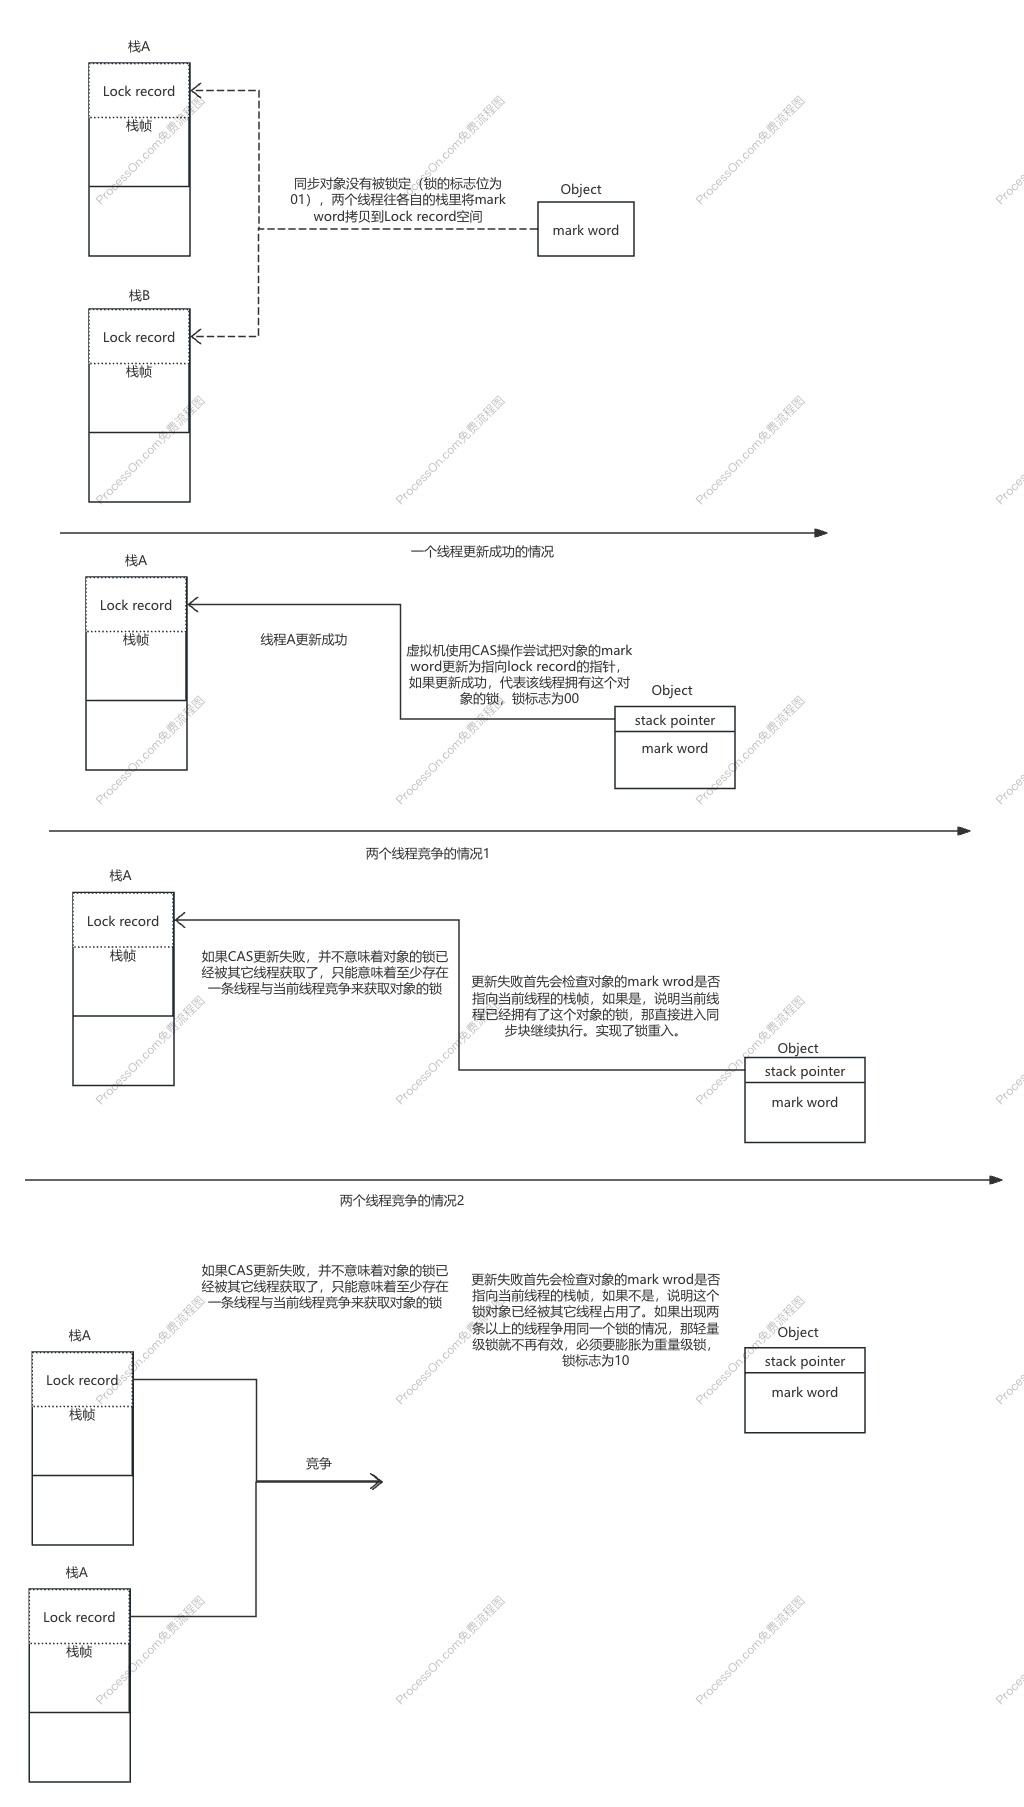 栈A
Lock record
栈帧
同步对象没有被锁定（锁的标志位为
01），两个线程往各自的栈里将mark
word拷贝到Lock record空间
Object
mark word
栈B
Lock record
栈帧
一个线程更新成功的情况
栈A
Lock record
栈帧
线程A更新成功
虚拟机使用CAS操作尝试把对象的mark
word更新为指向lock record的指针，
如果更新成功，代表该线程拥有这个对
象的锁，锁标志为00
Object
stack pointer
mark word
两个线程竞争的情况1
栈A
Lock record
栈帧
如果CAS更新失败，并不意味着对象的锁已
经被其它线程获取了，只能意味着至少存在
一条线程与当前线程竞争来获取对象的锁
更新失败首先会检查对象的mark wrod是否
指向当前线程的栈帧，如果是，说明当前线
程已经拥有了这个对象的锁，那直接进入同
步块继续执行。实现了锁重入。
Object
stack pointer
mark word
两个线程竞争的情况2
如果CAS更新失败，并不意味着对象的锁已
经被其它线程获取了，只能意味着至少存在
一条线程与当前线程竞争来获取对象的锁
更新失败首先会检查对象的mark wrod是否
指向当前线程的栈帧，如果不是，说明这个
锁对象已经被其它线程占用了。如果出现两
条以上的线程争用同一个锁的情况，那轻量
级锁就不再有效，必须要膨胀为重量级锁，
锁标志为10
Object
stack pointer
mark word
栈A
Lock record
栈帧
竞争
栈A
Lock record
栈帧
ProcessOn.com免费流程图